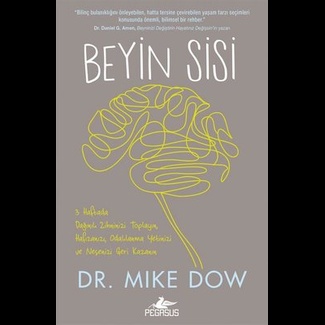 "Bilinç bulanıklığını önleyebilen, hatta tersine çevirebilen yaşam tarzı seçimleri
konusunda önemli, bilimsel bir rehber."
Dr. Daniel G. Amen, Beyninizi Değiştirin Hayatınız Değişsin'in yazarı
BEYİN SİSİ
3 Haftada
Dağınık Zihninizi Toplayın,
Hafızanızı, Odaklanma Yetinizi
ve Neşenizi Geri Kazanın
DR. MIKE DOW
PEGASUS